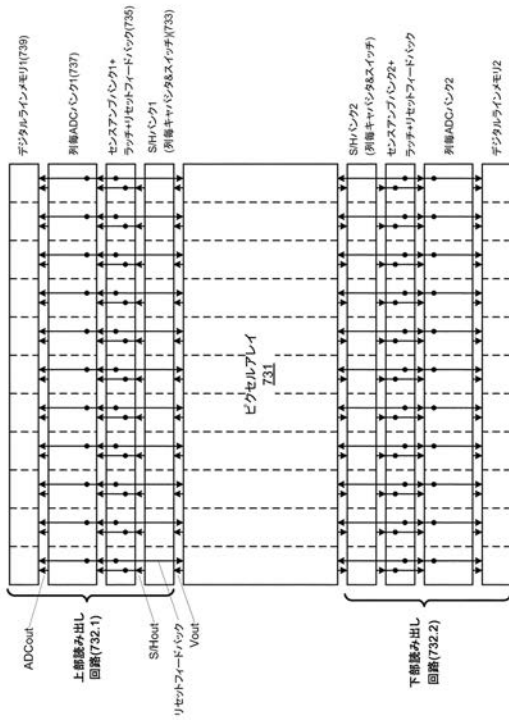 デジタルラインメモリ1(739)
列毎ADCバンク1(737)
センスアンプバンク1+
ラッチ+リセットフィードバック(735)
S/Hバンク1
(列毎キャパシタ&スイッチ)(733)
ADCout
上部読み出し
回路(732.1)
S/Hout
リセットフィードバック
Vout
ピクセルアレイ
731
S/Hバンク2
(列毎キャパシタ&スイッチ)
センスアンプバンク2+
ラッチ+リセットフィードバック
列毎ADCバンク2
デジタルラインメモリ2
下部読み出し
回路(732.2)